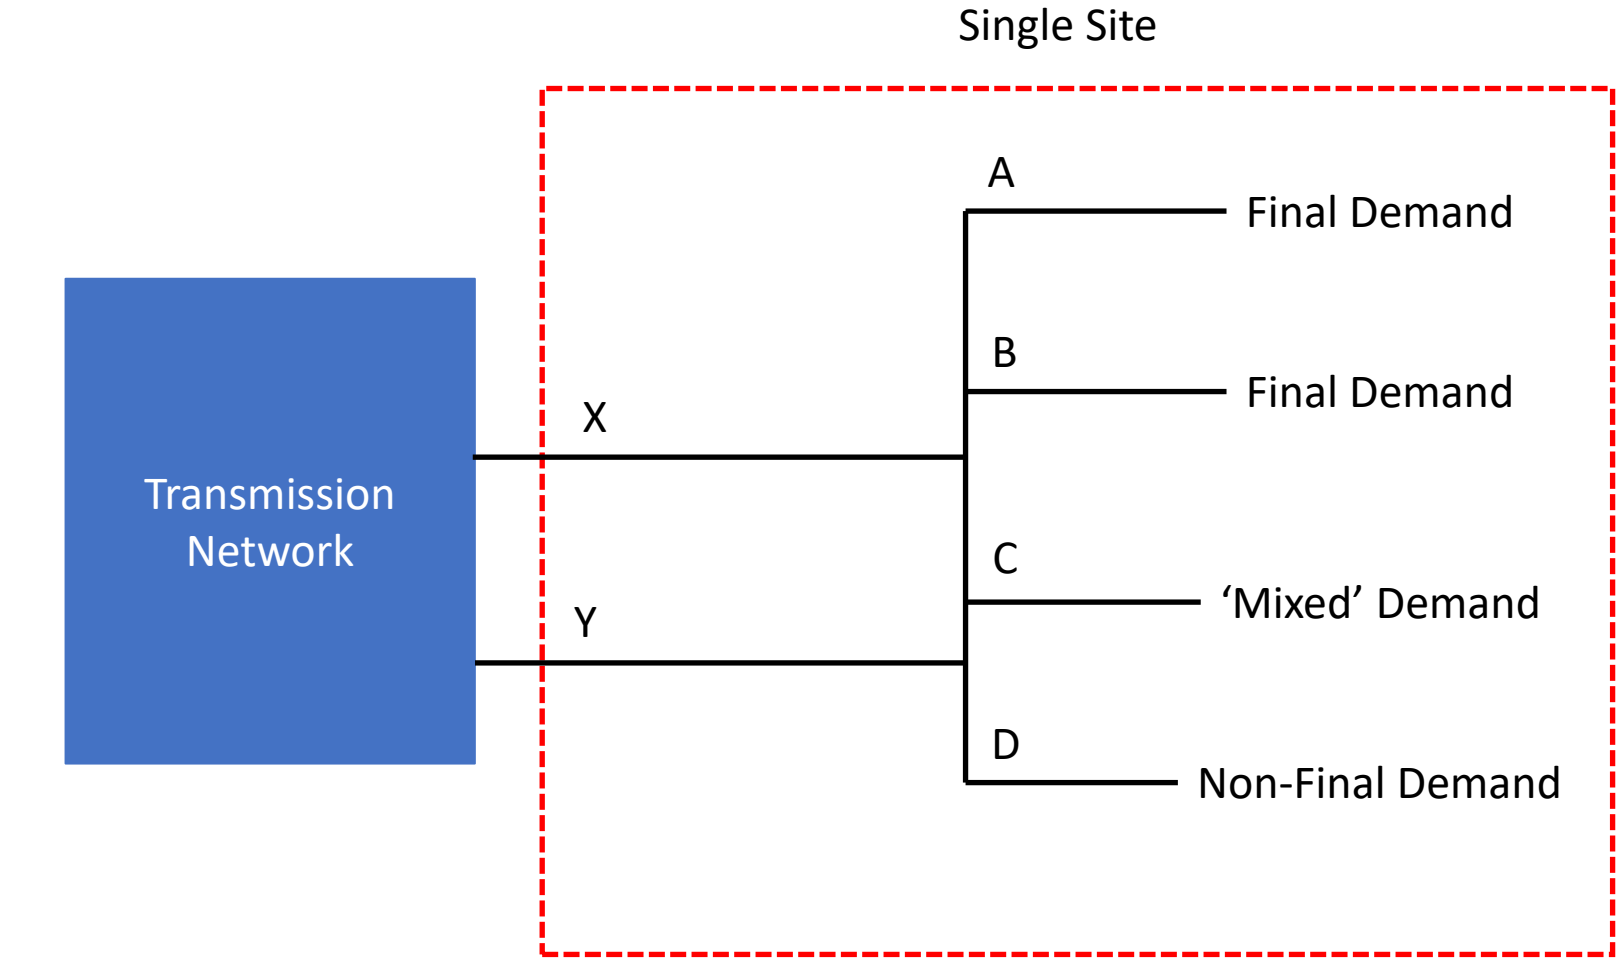 Single Site
A
Final Demand
B
Final Demand
X
Transmission
Network
C
‘Mixed’ Demand
Y
D
Non-Final Demand